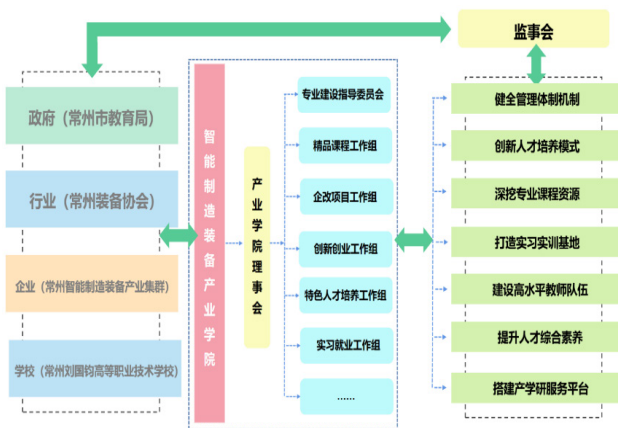 监事会
政府（常州市教育局）
行业（常州装备协会）
企业（常州智能制造装备产业集群）
学校（常州刘国钧高等职业技术学校）
智能制造装备产业学院
产业学院理事会
专业建设指导委员会
精品课程工作组
企改项目工作组
创新创业工作组
特色人才培养工作组
实习就业工作组
......
健全管理体制机制
创新人才培养模式
深挖专业课程资源
打造实习实训基地
建设高水平教师队伍
提升人才综合素养
搭建产学研服务平台